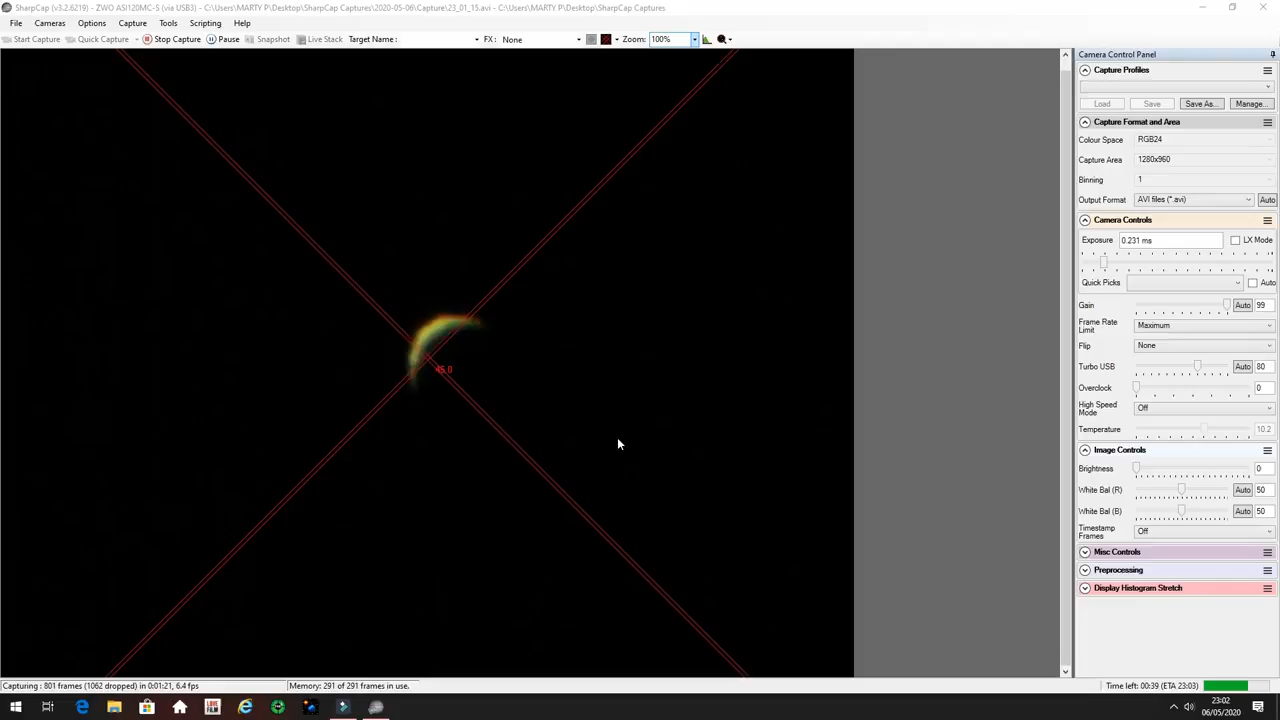 SharpCap (v3.2.6219) - ZWO ASI120MC-S (via USB3) - C:\Users\MARTY P\Desktop\SharpCap Captures\2020-05-06\Capture\23_01_15.avi - C:\Users\MARTY P\Desktop\SharpCap Captures
File Cameras Options Capture Tools Scripting Help
Start Capture Quick Capture Stop Capture Pause Snapshot Live Stack Target Name : FX : None Zoom: 100%
45.0
Camera Control Panel
Capture Profiles
Load Save Save As... Manage...
Capture Format and Area
Colour Space RGB24
Capture Area 1280x960
Binning 1
Output Format AVI files (*.avi) Auto
Camera Controls
Exposure 0.231 ms LX Mode
Quick Picks Auto
Gain Auto 99
Frame Rate Limit Maximum
Flip None
Turbo USB Auto 80
Overclock 0
High Speed Mode Off
Temperature 10.2
Image Controls
Brightness 0
White Bal (R) Auto 50
White Bal (B) Auto 50
Timestamp Frames Off
Misc Controls
Preprocessing
Display Histogram Stretch
Capturing : 801 frames (1062 dropped) in 0:01:21, 6.4 fps Memory: 291 of 291 frames in use. Time left: 00:39 (ETA 23:03)
LOVE FILM
23:02
06/05/2020